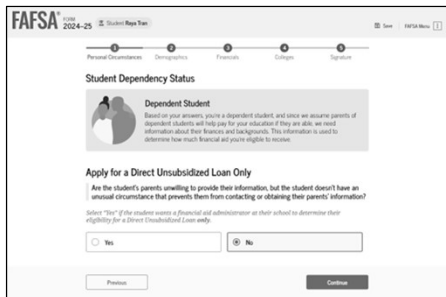 FAFSA® FORM
2024–25
Student Raya Tran
Save
FAFSA Menu
1 2 3 4 5
Personal Circumstances Demographics Financials Colleges Signature
Student Dependency Status
Dependent Student
Based on your answers, you're a dependent student, and since we assume parents of
dependent students will help pay for your education if they are able, we need
information about their finances and backgrounds. This information is used to
determine how much financial aid you're eligible to receive.
Apply for a Direct Unsubsidized Loan Only
Are the student's parents unwilling to provide their information, but the student doesn't have an
unusual circumstance that prevents them from contacting or obtaining their parents' information?
Select "Yes" if the student wants a financial aid administrator at their school to determine their
eligibility for a Direct Unsubsidized Loan only.
Yes
No
Previous
Continue